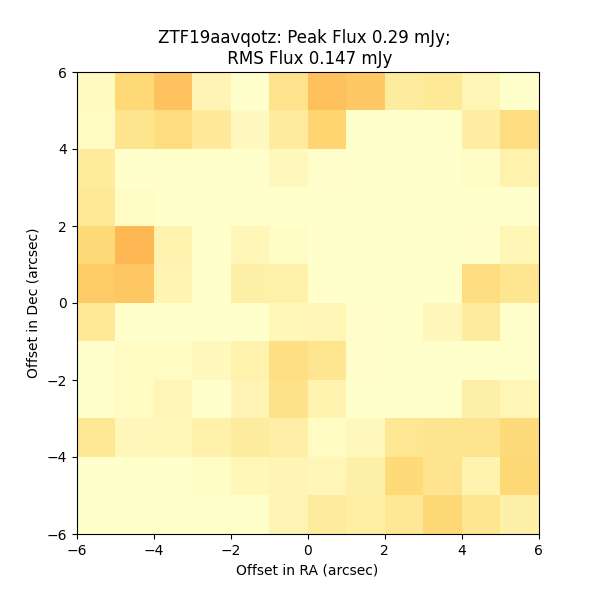 ZTF19aavqotz: Peak Flux 0.29 mJy;
RMS Flux 0.147 mJy
6
4
2
0
−2
−4
−6
Offset in Dec (arcsec)
−6 −4 −2 0 2 4 6
Offset in RA (arcsec)